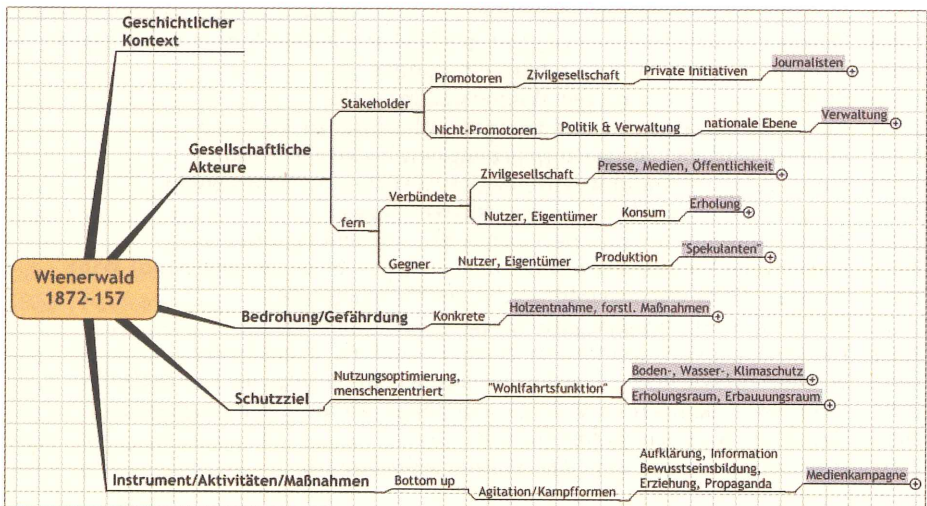 Geschichtlicher
Kontext
Gesellschaftliche
Akteure
Stakeholder
Promotoren
Zivilgesellschaft
Private Initiativen
Journalisten
Nicht-Promotoren
Politik & Verwaltung
nationale Ebene
Verwaltung
fern
Verbündete
Zivilgesellschaft
Presse, Medien, Öffentlichkeit
Nutzer, Eigentümer
Konsum
Erholung
Gegner
Nutzer, Eigentümer
Produktion
"Spekulanten"
Wienerwald
1872-157
Bedrohung/Gefährdung
Konkrete
Holzentnahme, forstl. Maßnahmen
Schutzziel
Nutzungsoptimierung,
menschenzentriert
"Wohlfahrtsfunktion"
Boden-, Wasser-, Klimaschutz
Erholungsraum, Erbauuungsraum
Instrument/Aktivitäten/Maßnahmen
Bottom up
Agitation/Kampfformen
Aufklärung, Information
Bewusstseinsbildung,
Erziehung, Propaganda
Medienkampagne